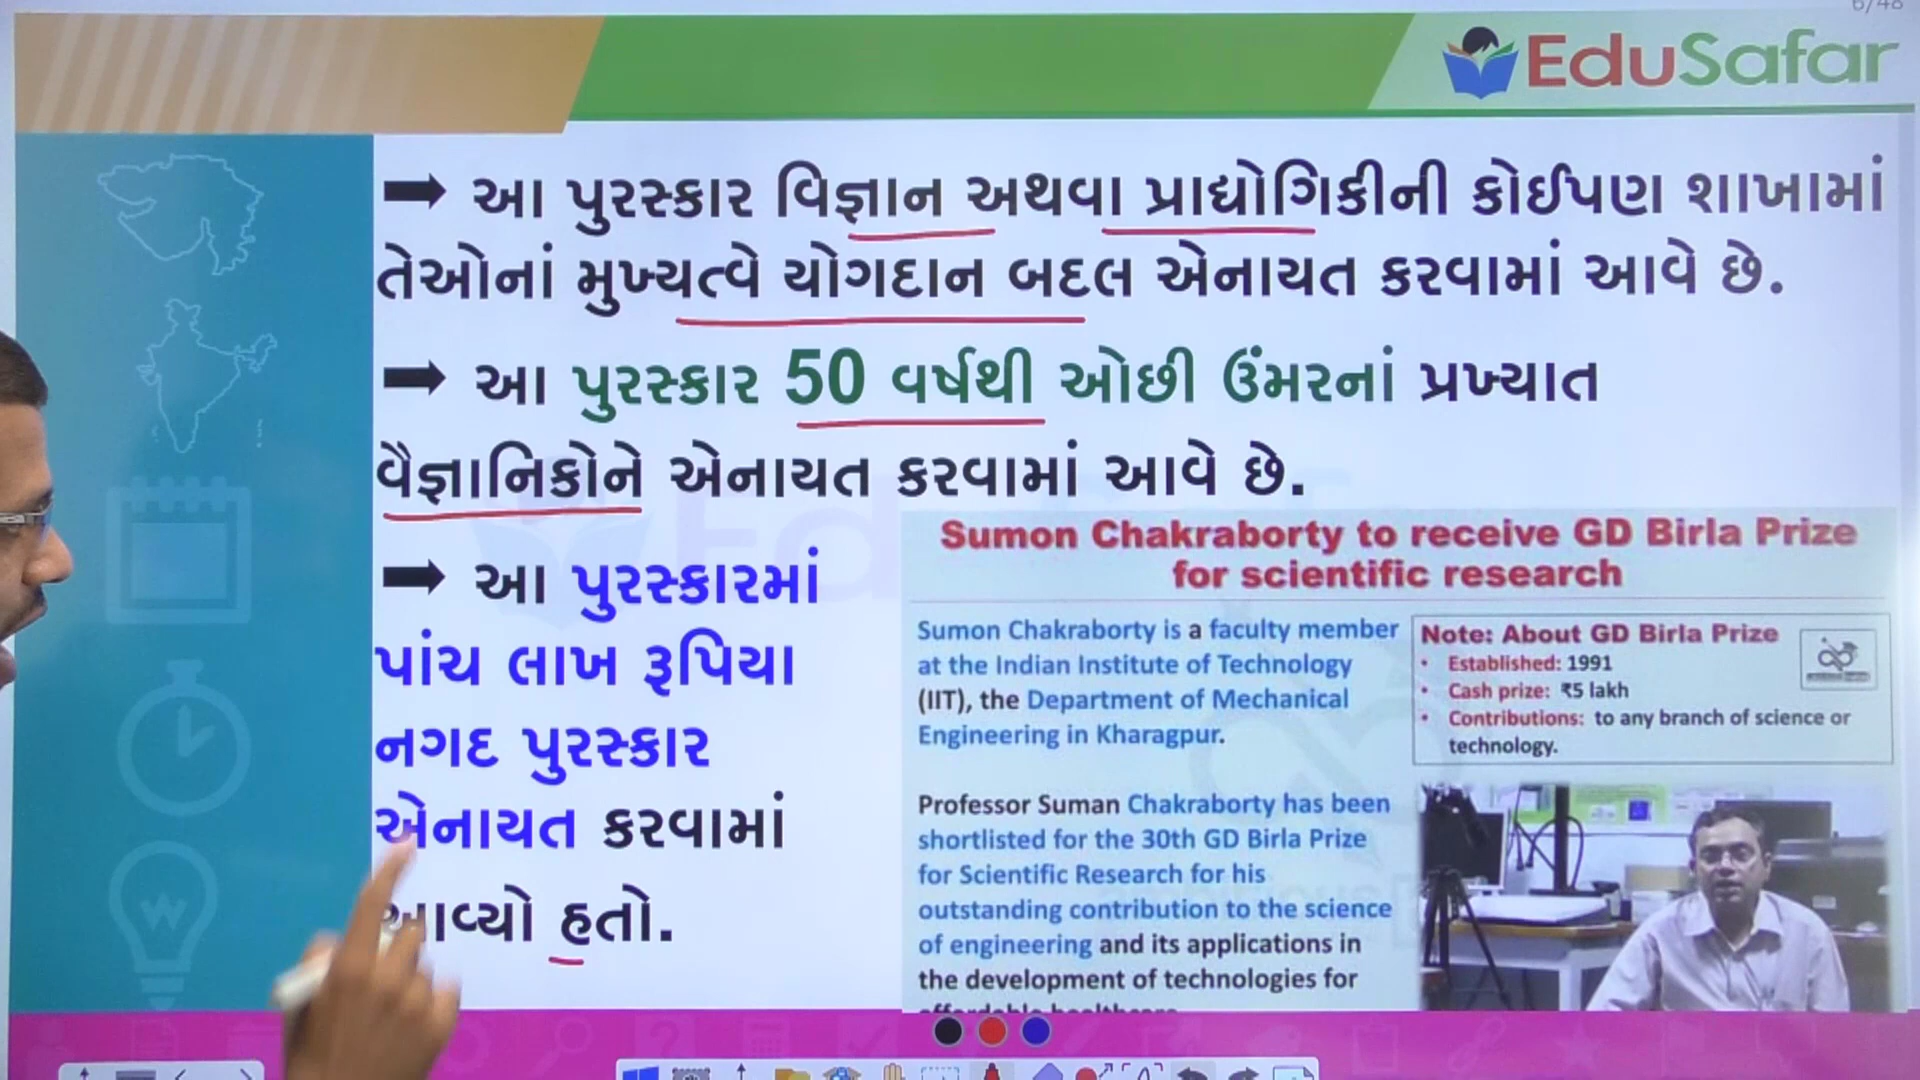 6/48
EduSafar
➡ આ પુરસ્કાર વિજ્ઞાન અથવા પ્રાદ્યોગિકીની કોઈપણ શાખામાં
તેઓનાં મુખ્યત્વે યોગદાન બદલ એનાયત કરવામાં આવે છે.
➡ આ પુરસ્કાર 50 વર્ષથી ઓછી ઉંમરનાં પ્રખ્યાત
વૈજ્ઞાનિકોને એનાયત કરવામાં આવે છે.
➡ આ પુરસ્કારમાં
પાંચ લાખ રૂપિયા
નગદ પુરસ્કાર
એનાયત કરવામાં
આવ્યો હતો.
Sumon Chakraborty to receive GD Birla Prize
for scientific research
Sumon Chakraborty is a faculty member
at the Indian Institute of Technology
(IIT), the Department of Mechanical
Engineering in Kharagpur.
Professor Suman Chakraborty has been
shortlisted for the 30th GD Birla Prize
for Scientific Research for his
outstanding contribution to the science
of engineering and its applications in
the development of technologies for
affordable healthcare
Note: About GD Birla Prize
• Established: 1991
• Cash prize: ₹5 lakh
• Contributions: to any branch of science or
technology.